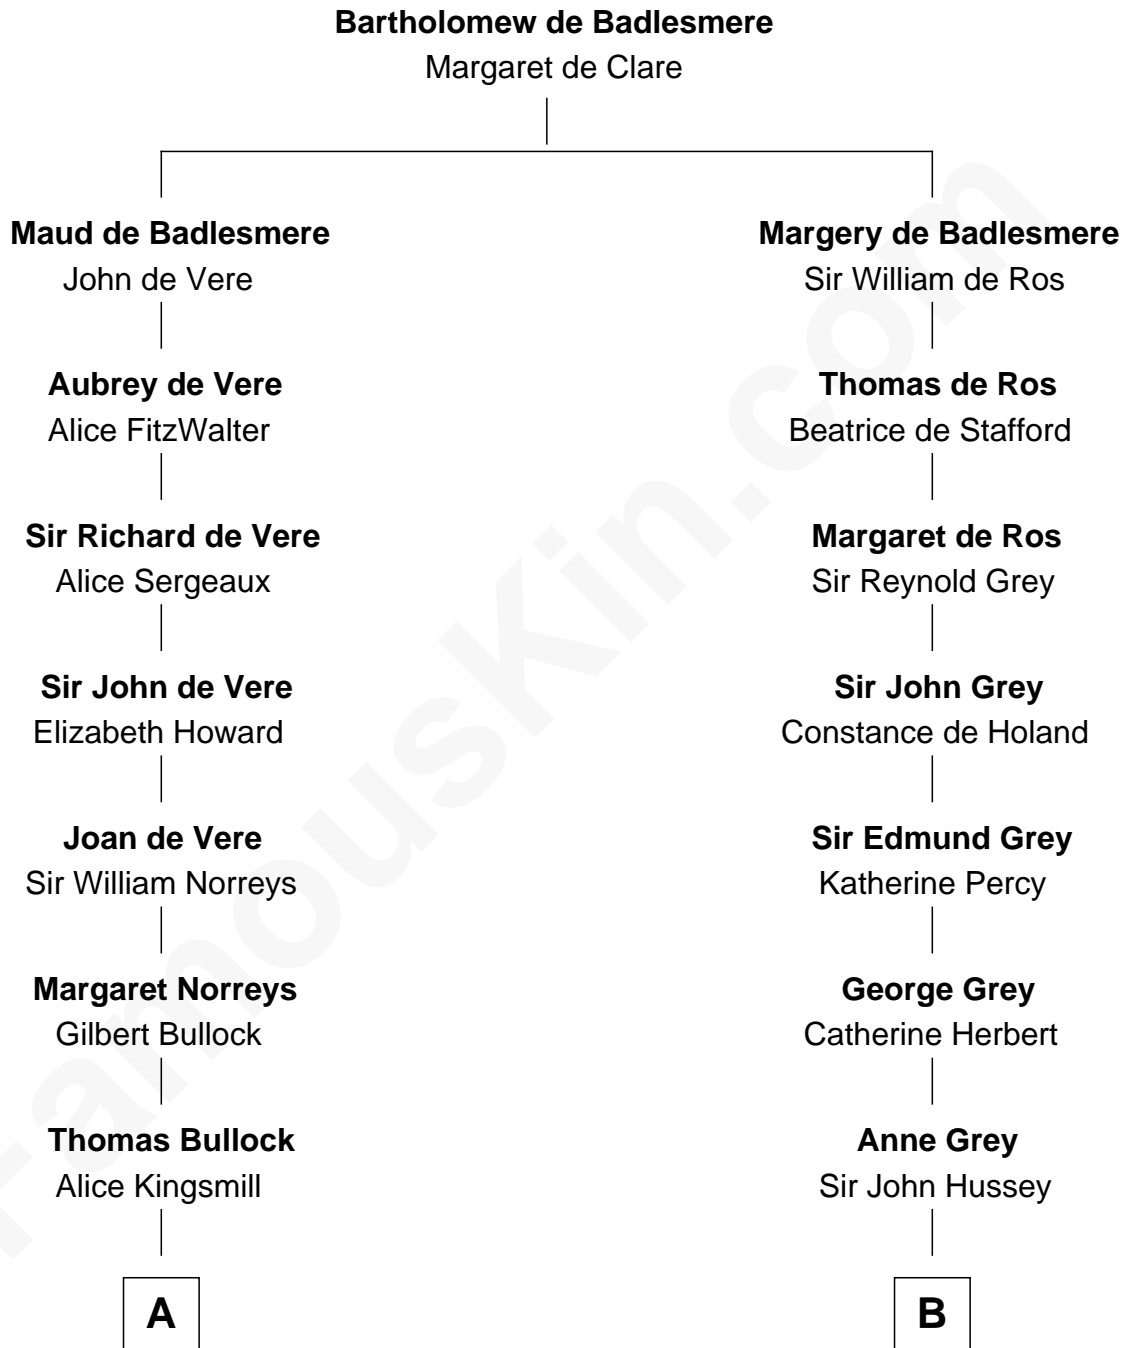 Bartholomew de Badlesmere
Margaret de Clare
Maud de Badlesmere
John de Vere
Margery de Badlesmere
Sir William de Ros
Aubrey de Vere
Alice FitzWalter
Thomas de Ros
Beatrice de Stafford
Sir Richard de Vere
Alice Sergeaux
Margaret de Ros
Sir Reynold Grey
Sir John de Vere
Elizabeth Howard
Sir John Grey
Constance de Holand
Joan de Vere
Sir William Norreys
Sir Edmund Grey
Katherine Percy
Margaret Norreys
Gilbert Bullock
George Grey
Catherine Herbert
Thomas Bullock
Alice Kingsmill
Anne Grey
Sir John Hussey
A
B
FamousKin.com